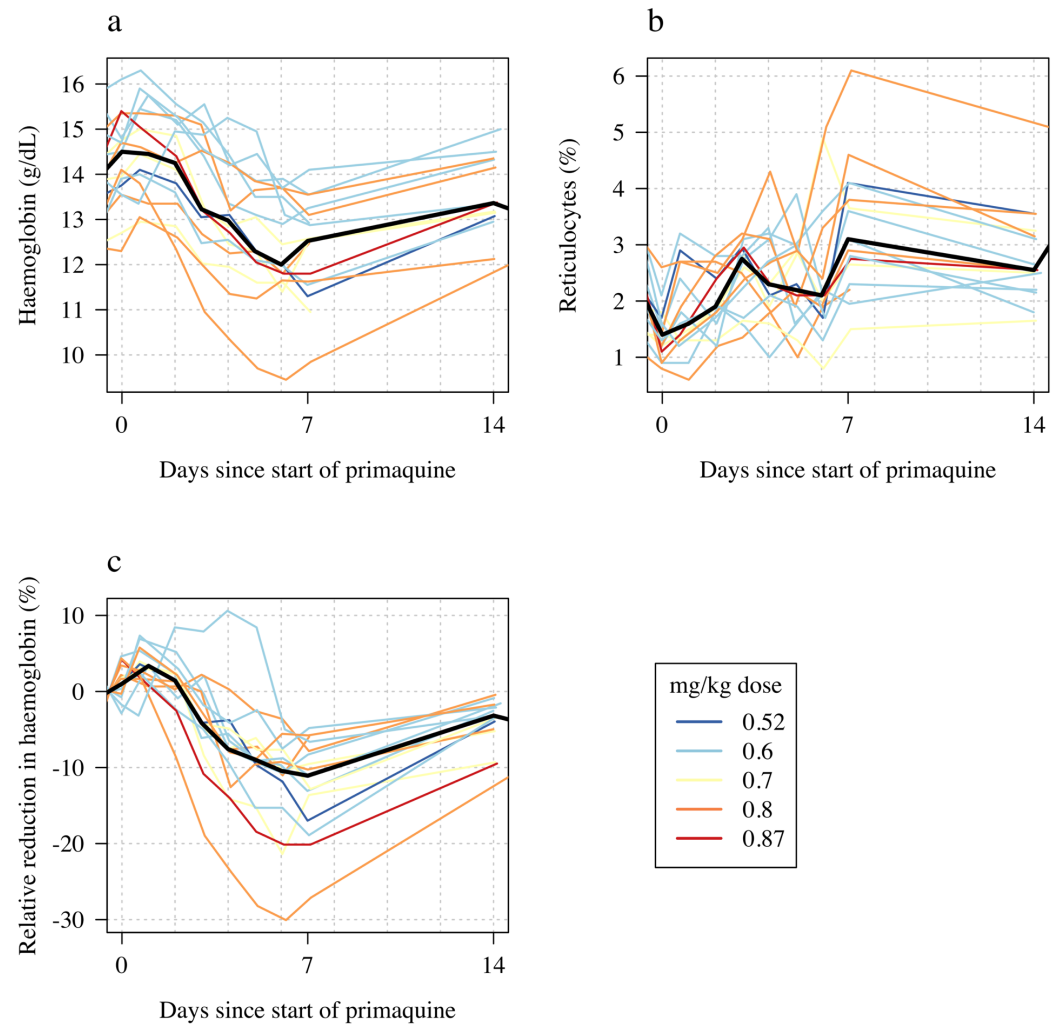 a
Haemoglobin (g/dL)
16
15
14
13
12
11
10
0 7 14
Days since start of primaquine
b
Reticulocytes (%)
6
5
4
3
2
1
0 7 14
Days since start of primaquine
c
Relative reduction in haemoglobin (%)
10
0
-10
-20
-30
0 7 14
Days since start of primaquine
mg/kg dose
0.52
0.6
0.7
0.8
0.87